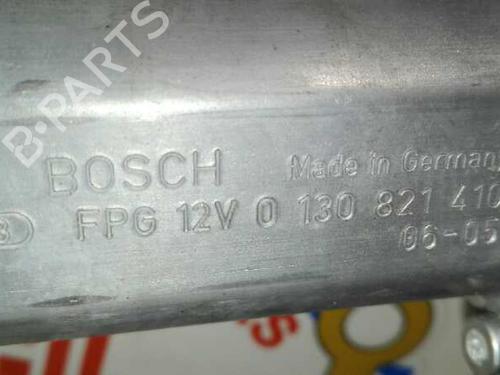 B-PARTS
BOSCH Made in Germany
FPG 12V 0 130 821 410
06-05